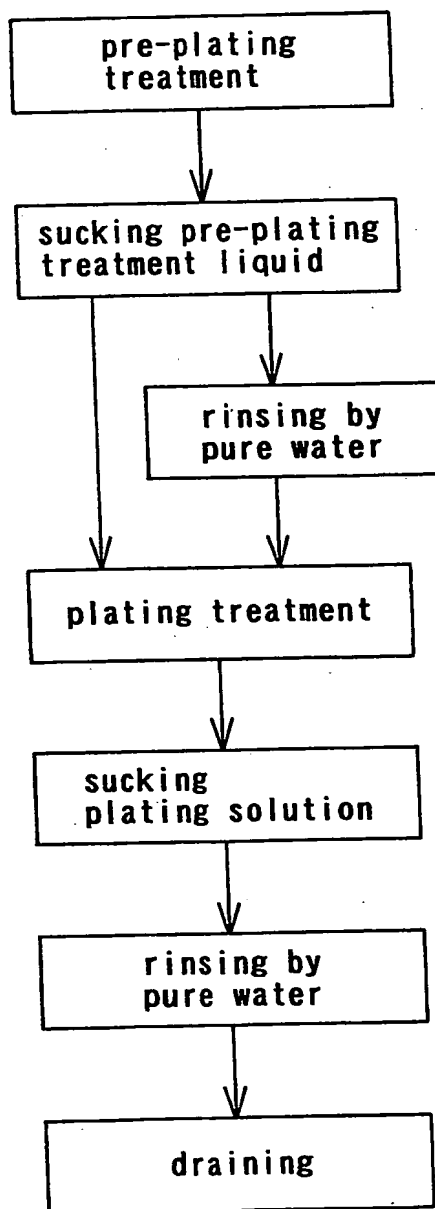 pre-plating
treatment
sucking pre-plating
treatment liquid
rinsing by
pure water
plating treatment
sucking
plating solution
rinsing by
pure water
draining